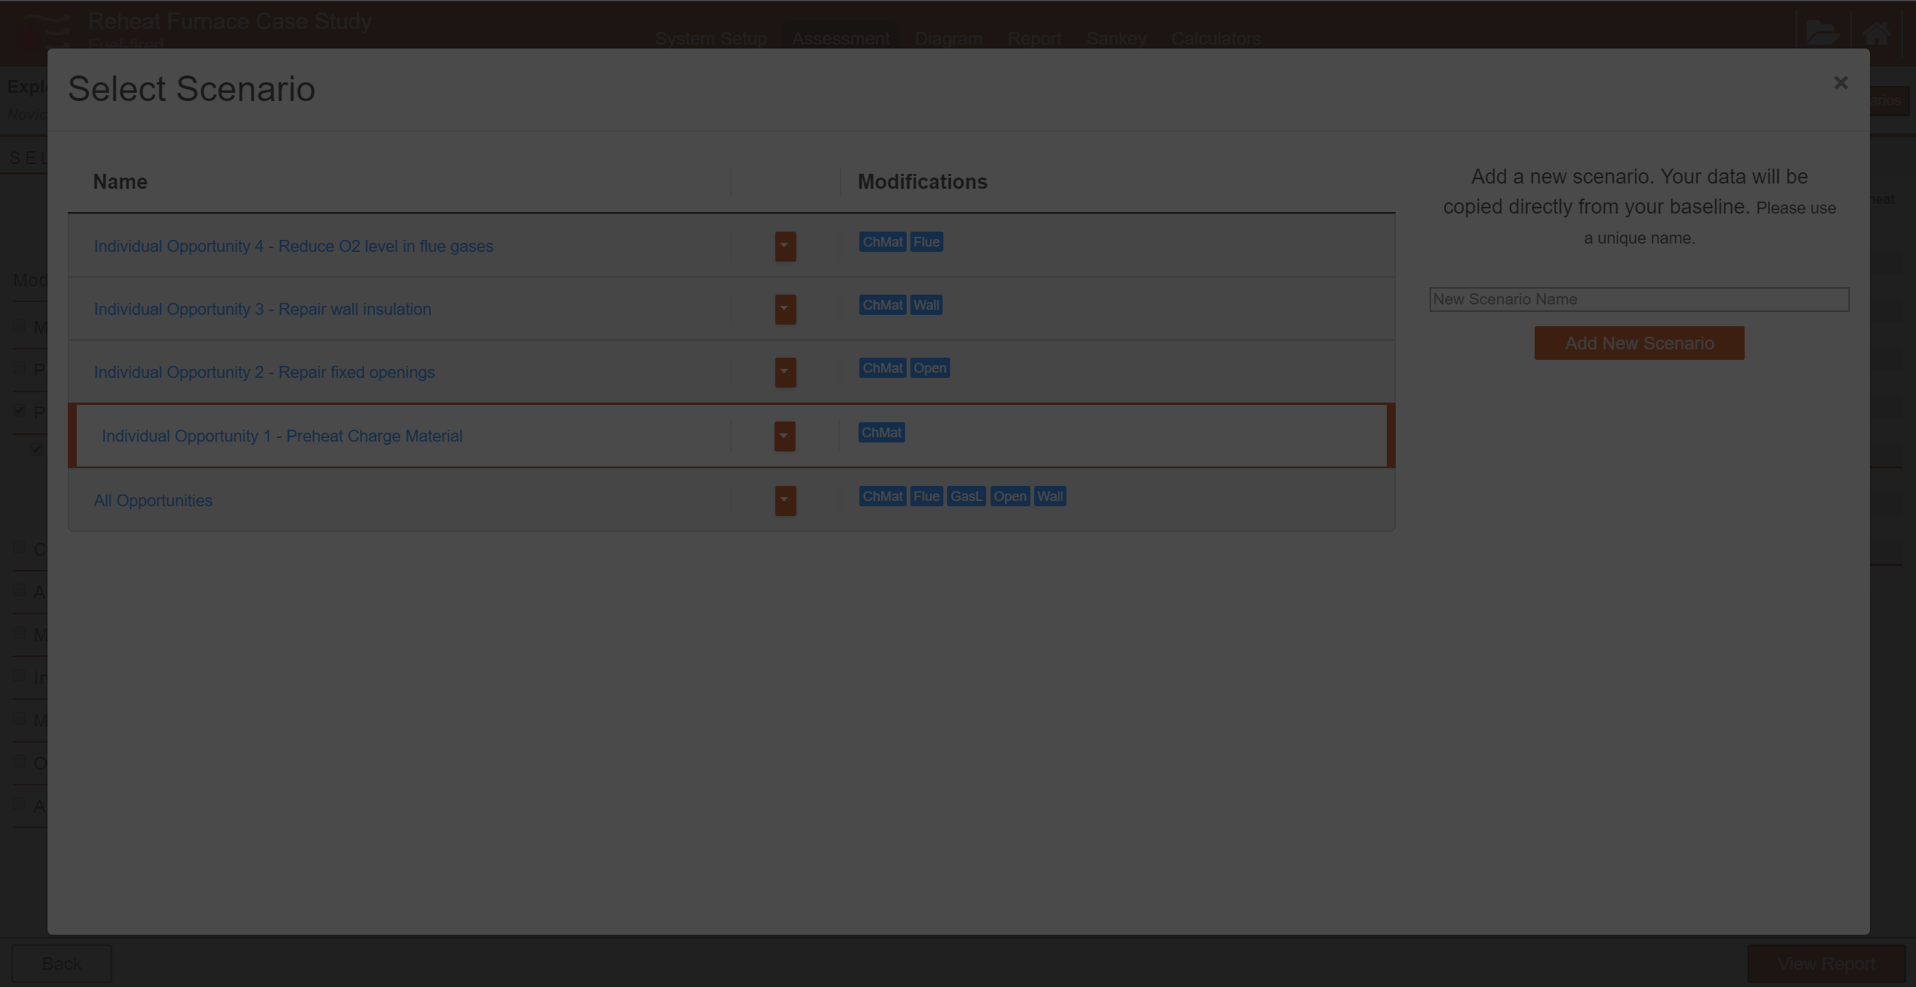 Reheat Furnace Case Study
Fuel-fired
System Setup Assessment Diagram Report Sankey Calculators
Select Scenario
×
Name Modifications
Individual Opportunity 4 - Reduce O2 level in flue gases ChMat Flue
Individual Opportunity 3 - Repair wall insulation ChMat Wall
Individual Opportunity 2 - Repair fixed openings ChMat Open
Individual Opportunity 1 - Preheat Charge Material ChMat
All Opportunities ChMat Flue GasL Open Wall
Add a new scenario. Your data will be
copied directly from your baseline. Please use
a unique name.
New Scenario Name
Add New Scenario
Back
View Report